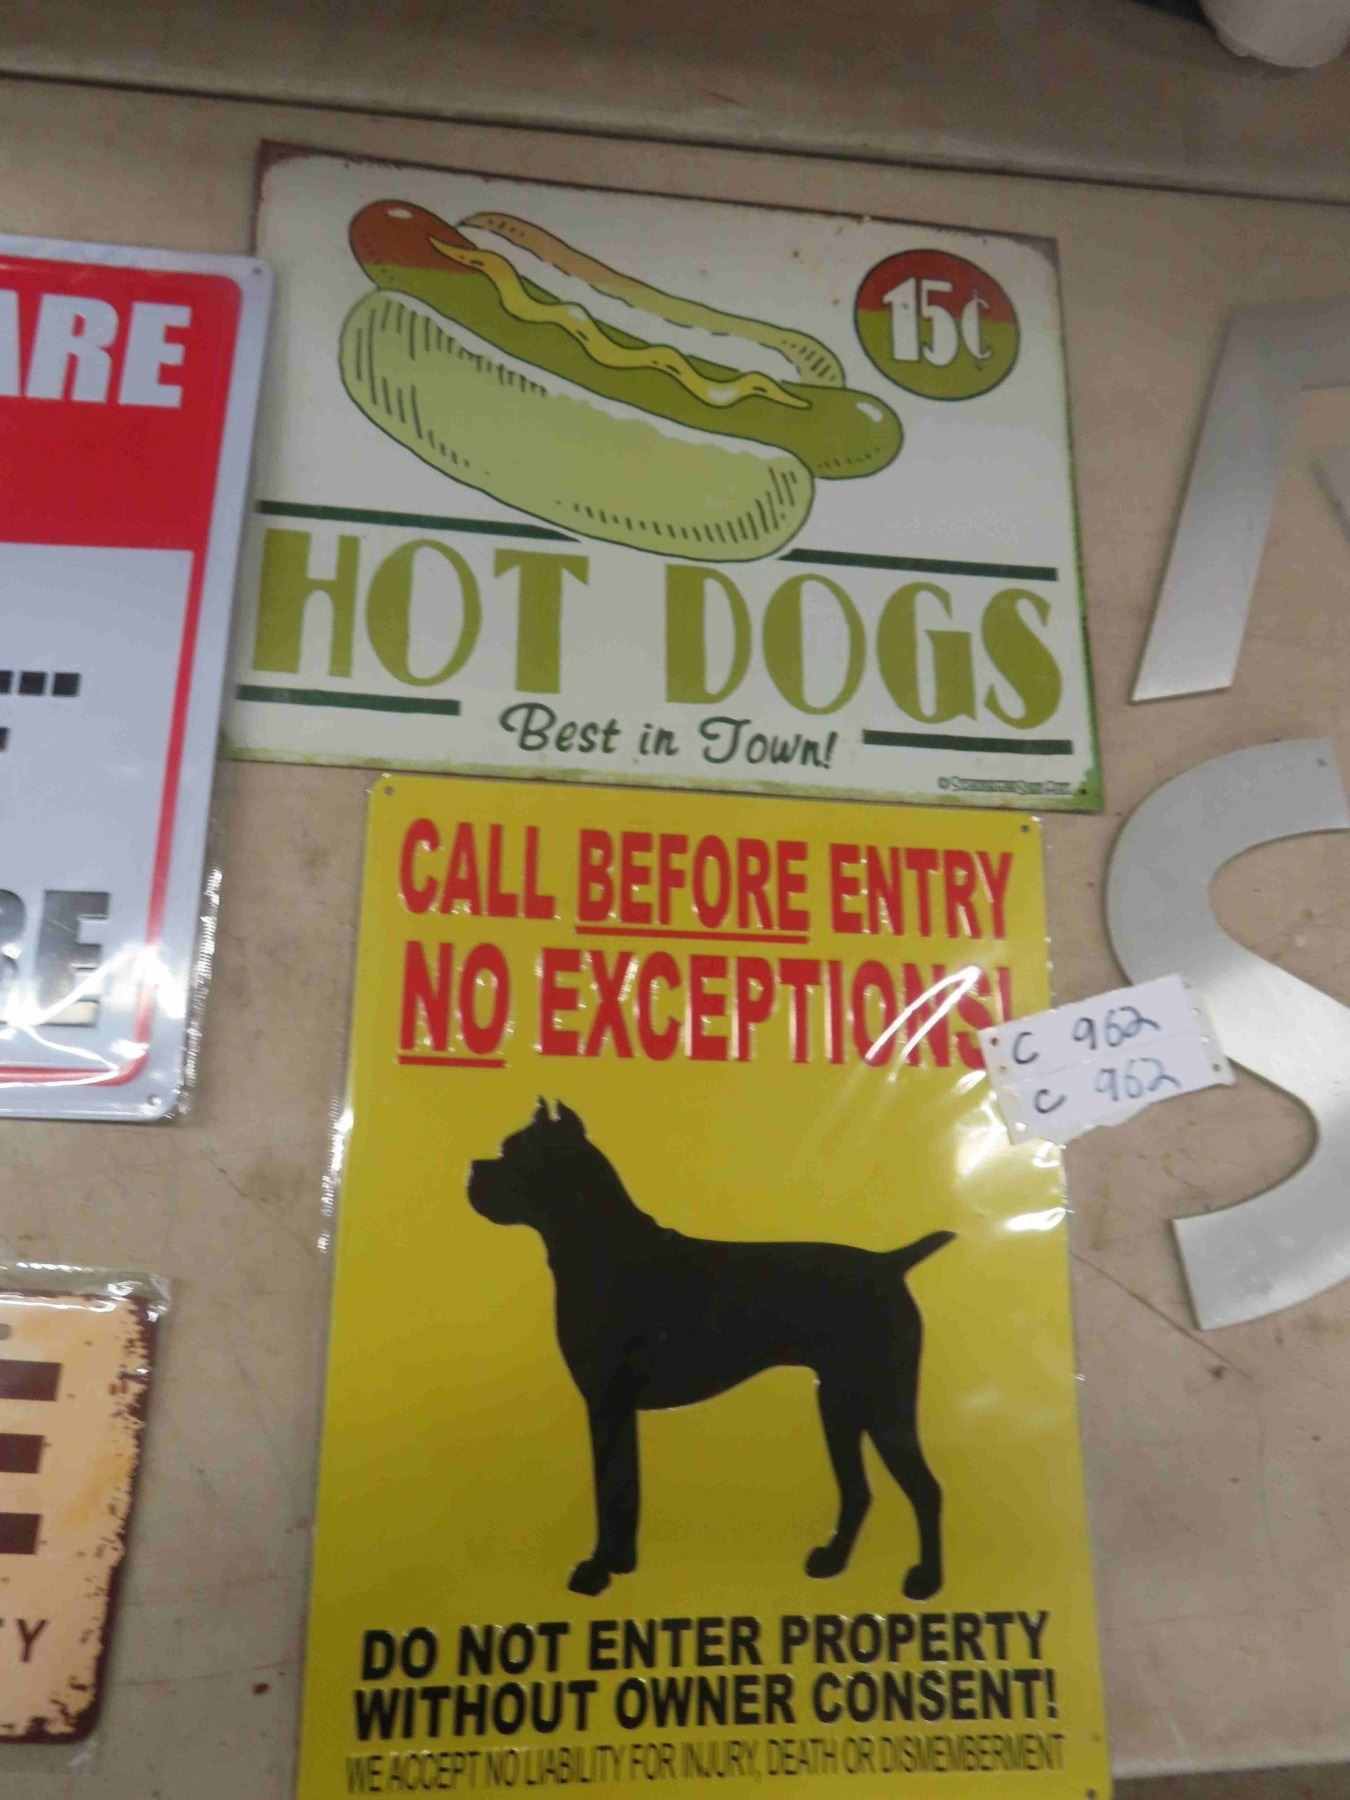 ARE
RE
TY
15¢
HOT DOGS
Best in Town!
CALL BEFORE ENTRY
NO EXCEPTIONS!
C 962
C 962
DO NOT ENTER PROPERTY
WITHOUT OWNER CONSENT!
WE ACCEPT NO LIABILITY FOR INJURY, DEATH OR DISMEMBERMENT
S